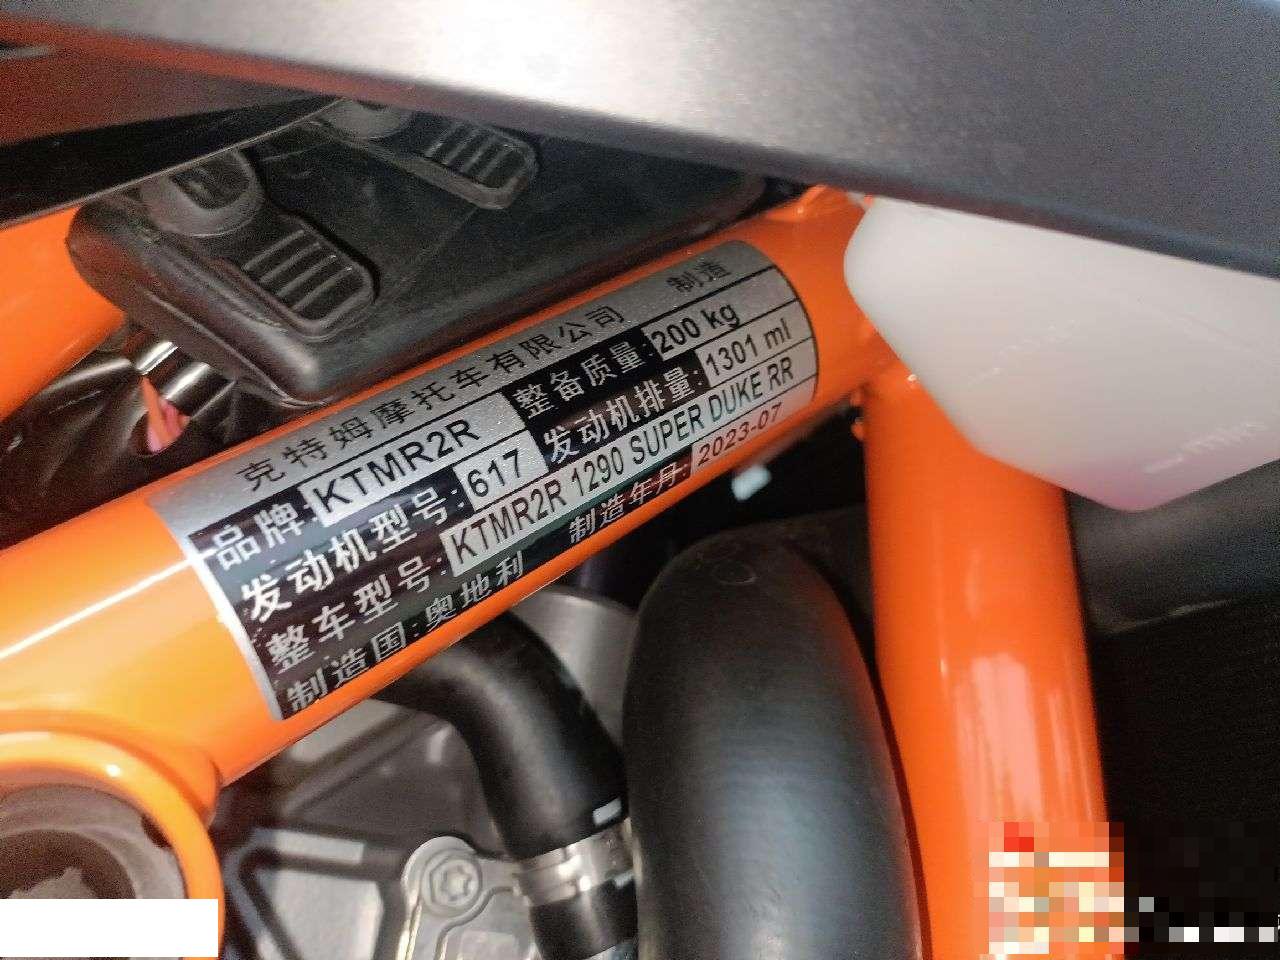 克特姆摩托车有限公司 制造
品牌: KTMR2R 整备质量: 200 kg
发动机型号: 617 发动机排量: 1301 ml
整车型号: KTMR2R 1290 SUPER DUKE RR
制造国: 奥地利 制造年月: 2023-07